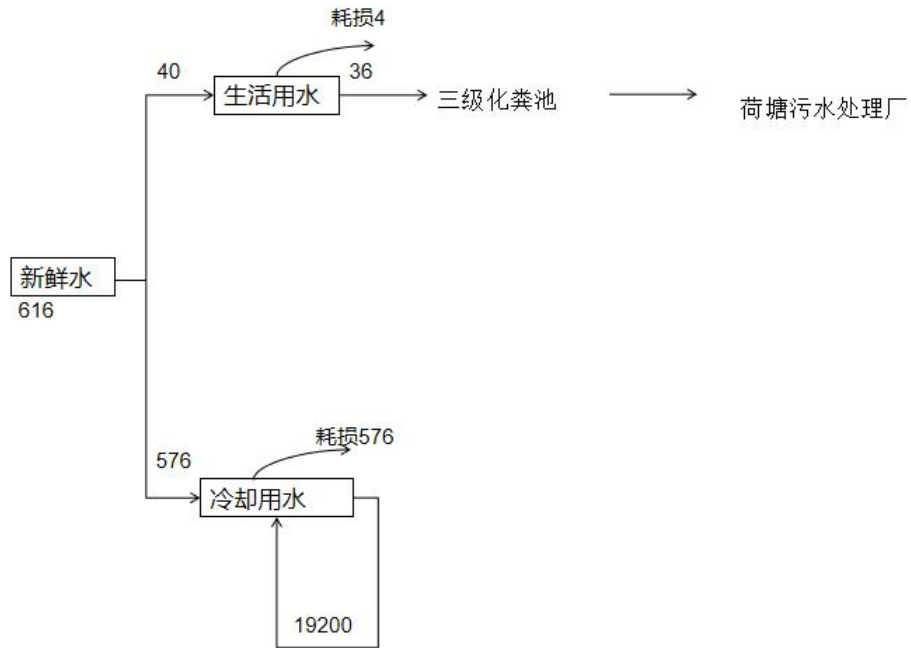 耗损4
40
生活用水
36
三级化粪池
荷塘污水处理厂
新鲜水
616
耗损576
576
冷却用水
19200